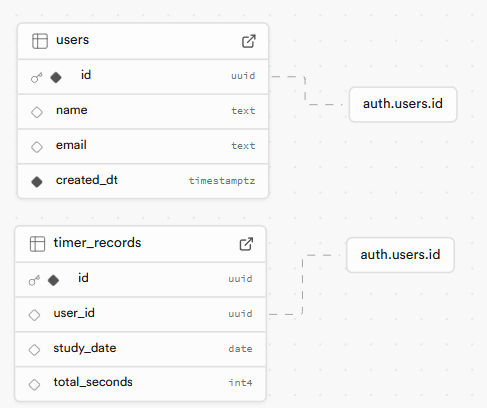 users
id uuid
auth.users.id
name text
email text
created_dt timestamptz
timer_records
auth.users.id
id uuid
user_id uuid
study_date date
total_seconds int4